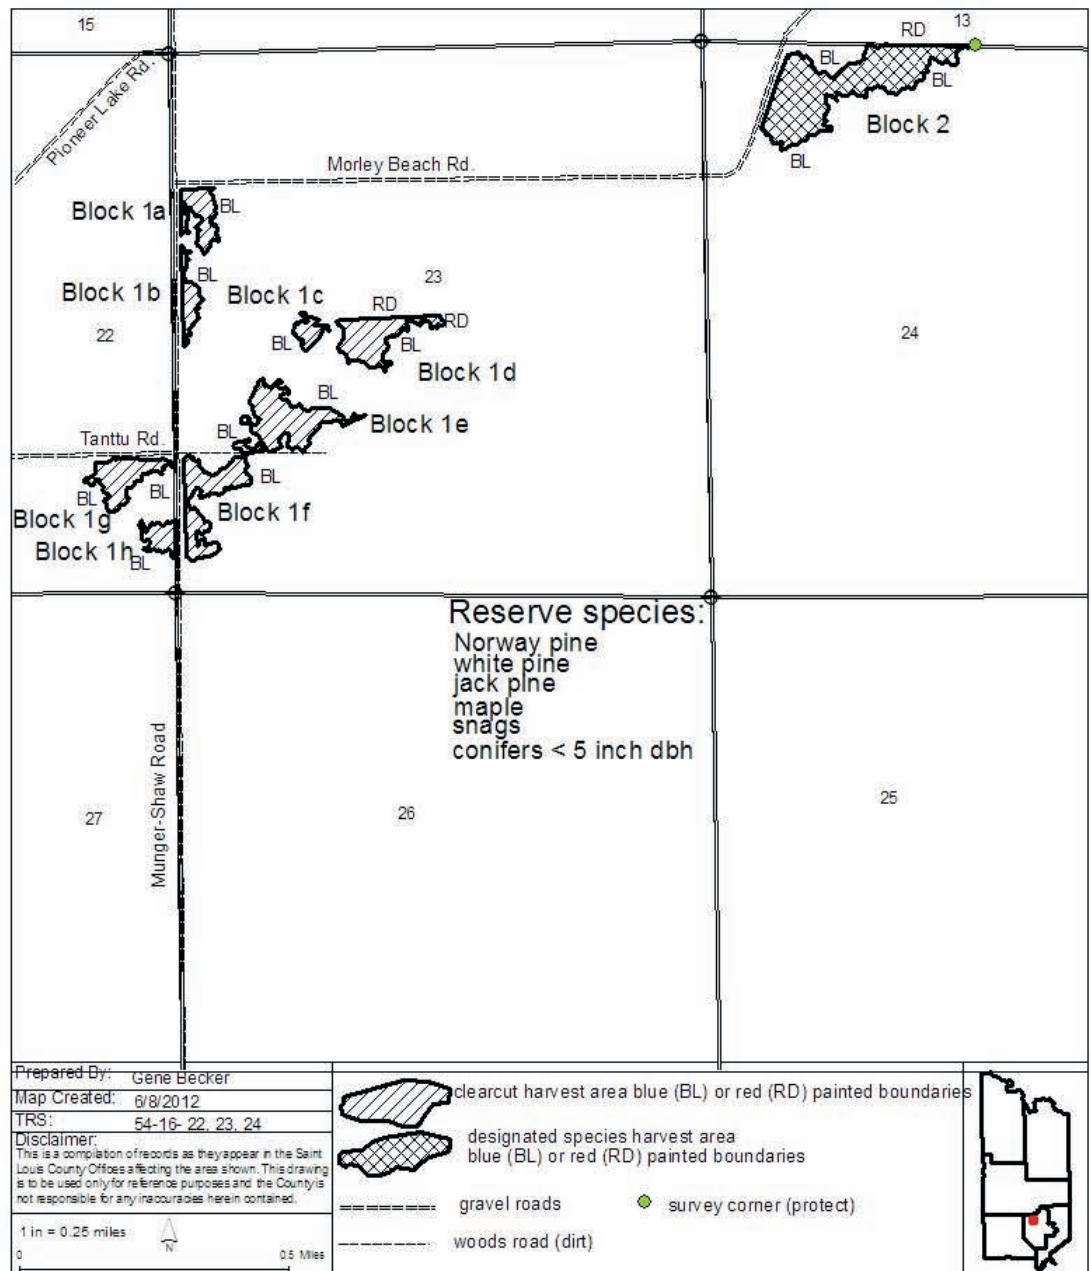 15
13
RD
BL
BL
Pioneer Lake Rd.
Block 2
BL
Morley Beach Rd.
Block 1a
BL
BL
23
Block 1b
Block 1c
RD
RD
22
24
BL
BL
Block 1d
BL
Block 1e
Tanttu Rd.
BL
BL
BL
BL
Block 1g
Block 1f
Block 1h
BL
Reserve species:
Norway pine
white pine
jack pine
maple
snags
conifers < 5 inch dbh
Munger-Shaw Road
27
26
25
Prepared By: Gene Becker
Map Created: 6/8/2012
TRS: 54-16- 22, 23, 24
Disclaimer:
This is a compilation of records as they appear in the Saint
Louis County Offices affecting the area shown. This drawing
is to be used only for reference purposes and the County is
not responsible for any inaccuracies herein contained.
1 in = 0.25 miles
N
0 0.5 Miles
clearcut harvest area blue (BL) or red (RD) painted boundaries
designated species harvest area
blue (BL) or red (RD) painted boundaries
gravel roads
survey corner (protect)
woods road (dirt)